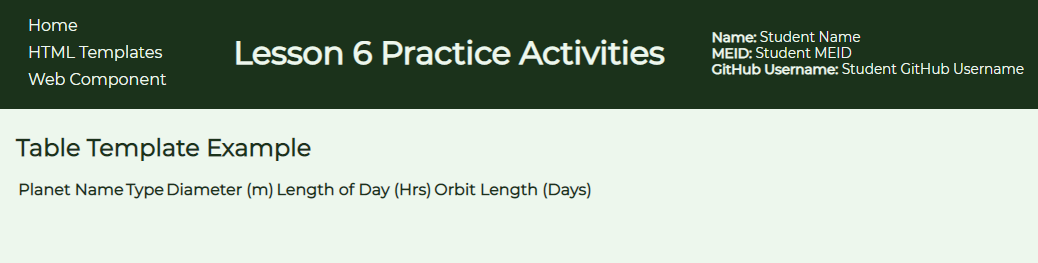 Home
HTML Templates
Web Component
Lesson 6 Practice Activities
Name: Student Name
MEID: Student MEID
GitHub Username: Student GitHub Username
Table Template Example
Planet Name Type Diameter (m) Length of Day (Hrs) Orbit Length (Days)